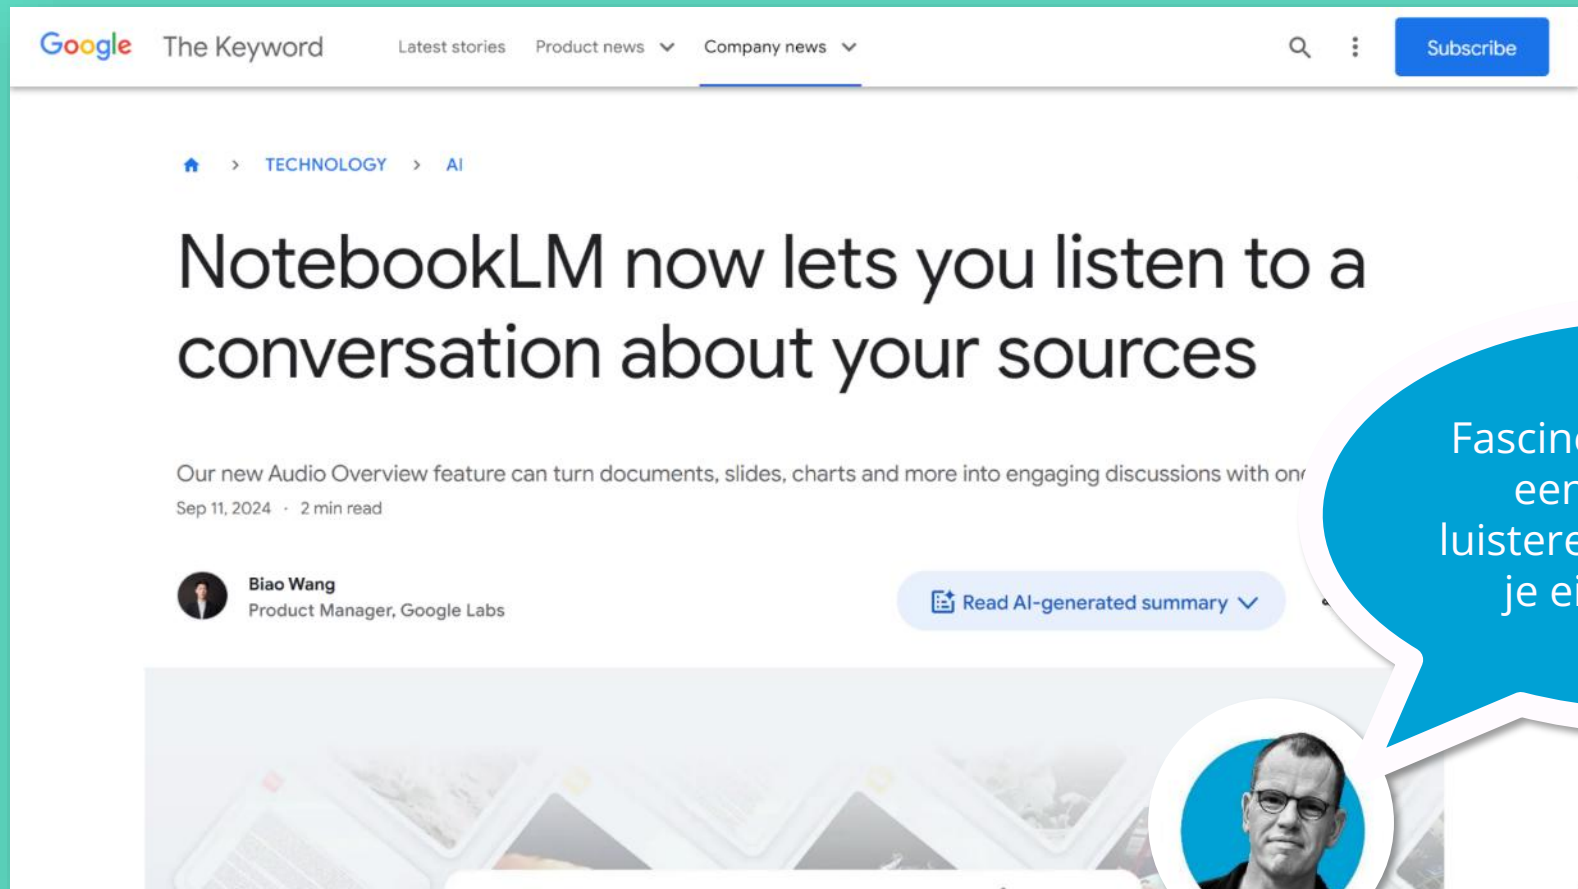 Google The Keyword Latest stories Product news Company news Subscribe
TECHNOLOGY > AI
NotebookLM now lets you listen to a
conversation about your sources
Our new Audio Overview feature can turn documents, slides, charts and more into engaging discussions with
Sep 11, 2024 · 2 min read
Biao Wang
Product Manager, Google Labs
Read AI-generated summary
je